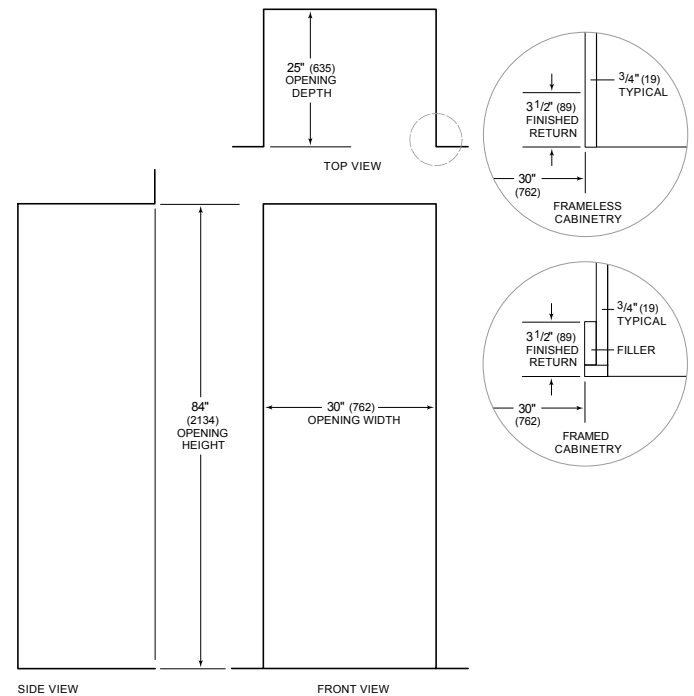 25" (635)
OPENING
DEPTH
TOP VIEW
3/4" (19)
TYPICAL
3 1/2" (89)
FINISHED
RETURN
30"
(762)
FRAMELESS
CABINETRY
3/4" (19)
TYPICAL
3 1/2" (89)
FINISHED
RETURN
FILLER
30"
(762)
FRAMED
CABINETRY
84"
(2134)
OPENING
HEIGHT
30" (762)
OPENING WIDTH
SIDE VIEW
FRONT VIEW